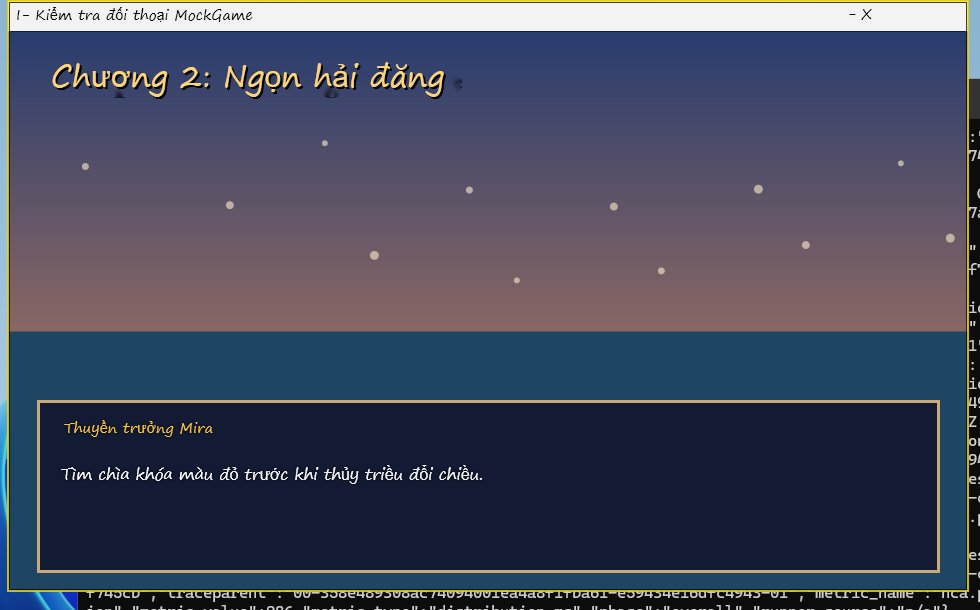 I- Kiểm tra đối thoại MockGame - X
Chương 2: Ngọn hải đăng
Thuyền trưởng Mira
Tìm chìa khóa màu đỏ trước khi thủy triều đổi chiều.